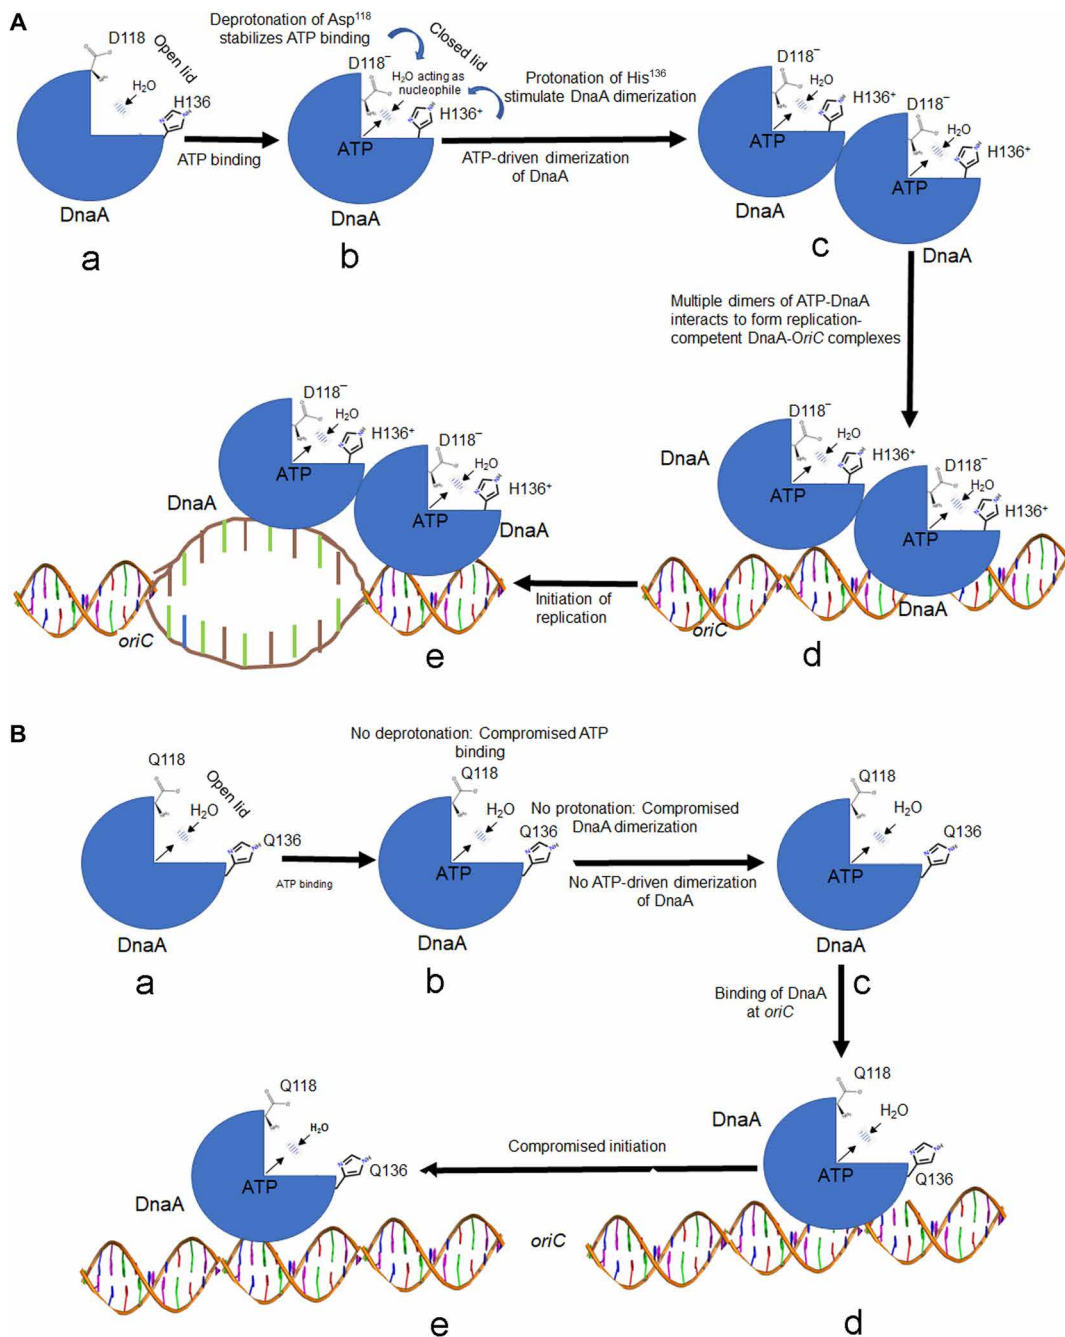 A
D118
Open lid
H₂O
H136
DnaA
a
ATP binding
Deprotonation of Asp¹¹⁸
stabilizes ATP binding
Closed lid
D118⁻
H₂O acting as
nucleophile
H136⁺
ATP
DnaA
b
Protonation of His¹³⁶
stimulate DnaA dimerization
ATP-driven dimerization
of DnaA
D118⁻
H₂O
H136⁺
ATP
DnaA
D118⁻
H₂O
H136⁺
ATP
DnaA
c
Multiple dimers of ATP-DnaA
interacts to form replication-
competent DnaA-OriC complexes
D118⁻
H₂O
H136⁺
ATP
DnaA
D118⁻
H₂O
H136⁺
ATP
DnaA
oriC
d
Initiation of
replication
D118⁻
H₂O
H136⁺
ATP
DnaA
D118⁻
H₂O
H136⁺
ATP
DnaA
oriC
e
B
Q118
Open lid
H₂O
Q136
DnaA
a
ATP binding
No deprotonation: Compromised ATP
binding
Q118
H₂O
Q136
ATP
DnaA
b
No protonation: Compromised
DnaA dimerization
No ATP-driven dimerization
of DnaA
Q118
H₂O
Q136
ATP
DnaA
c
Binding of DnaA
at oriC
Q118
H₂O
DnaA
ATP
Q136
d
Compromised initiation
Q118
H₂O
Q136
ATP
DnaA
oriC
e